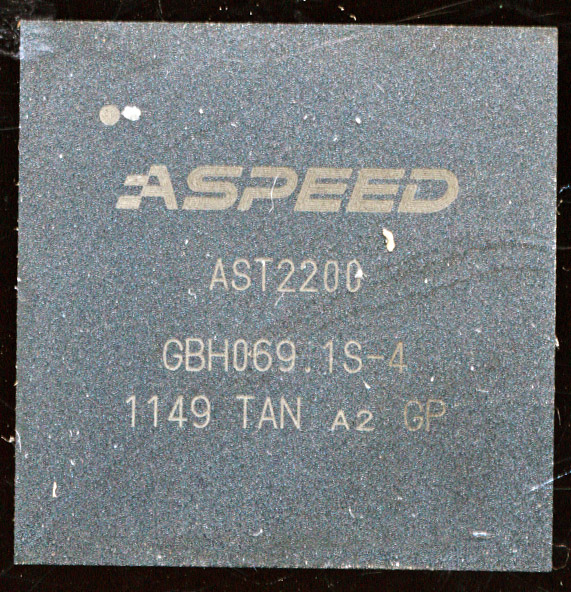 ASPEED
AST2200
GBH069.1S-4
1149 TAN A2 GP